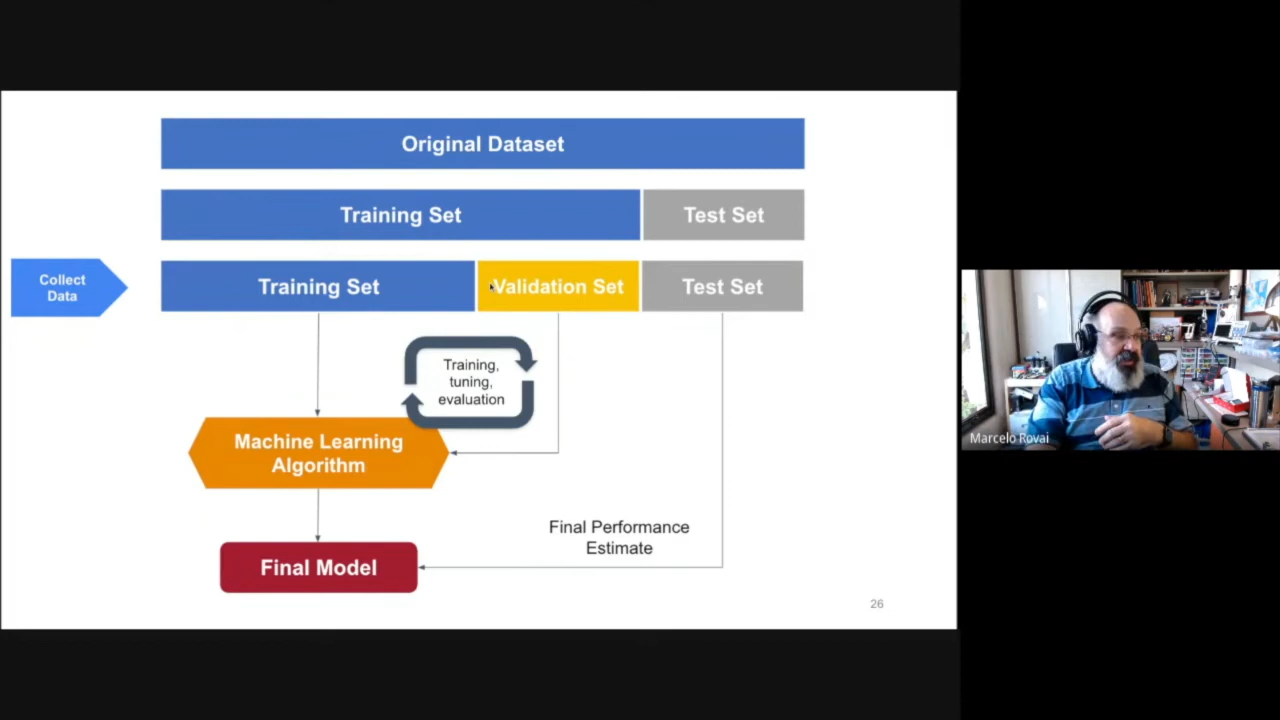 Original Dataset
Training Set
Test Set
Collect
Data
Training Set
Validation Set
Test Set
Training,
tuning,
evaluation
Machine Learning
Algorithm
Final Performance
Estimate
Final Model
26
Marcelo Rovai